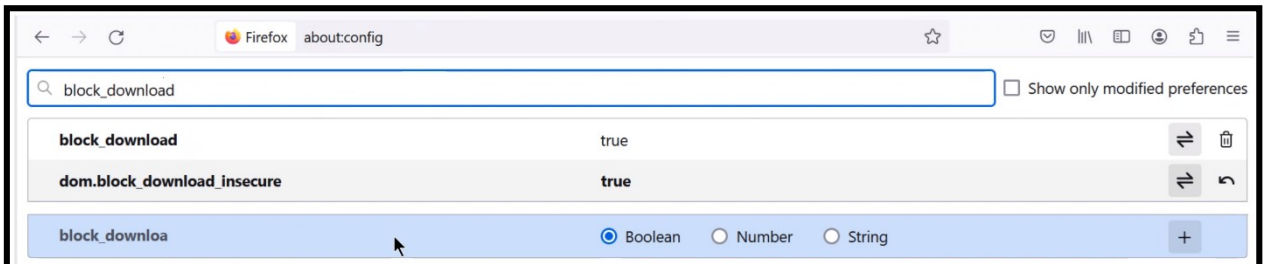 Firefox about:config
block_download Show only modified preferences
block_download true
dom.block_download_insecure true
block_downloa Boolean Number String